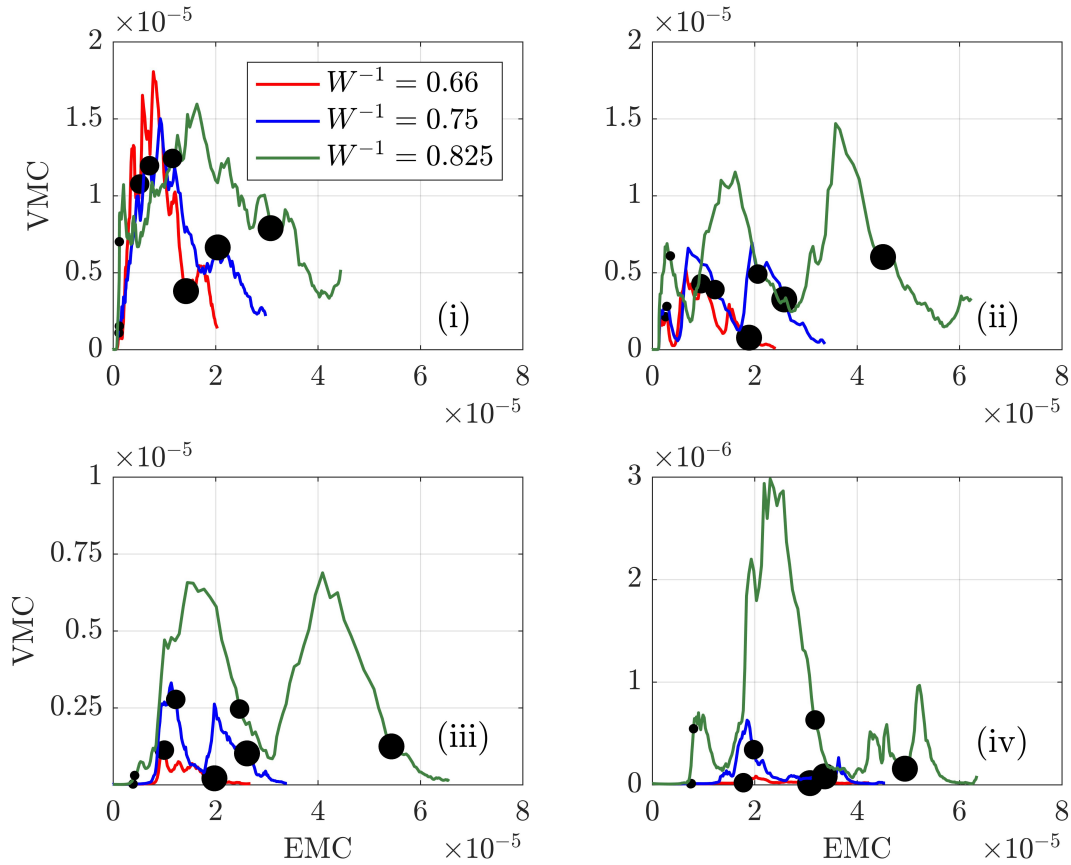 ×10⁻⁵ ×10⁻⁵
2 2
1.5 1.5
1 1
0.5 0.5
0 0
VMC
W⁻¹ = 0.66
W⁻¹ = 0.75
W⁻¹ = 0.825
(i) (ii)
0 2 4 6 8 0 2 4 6 8
×10⁻⁵ ×10⁻⁵
×10⁻⁵ ×10⁻⁶
1 3
0.75 2
0.5 1
0.25 0
VMC
(iii) (iv)
0 2 4 6 8 0 2 4 6 8
EMC ×10⁻⁵ EMC ×10⁻⁵